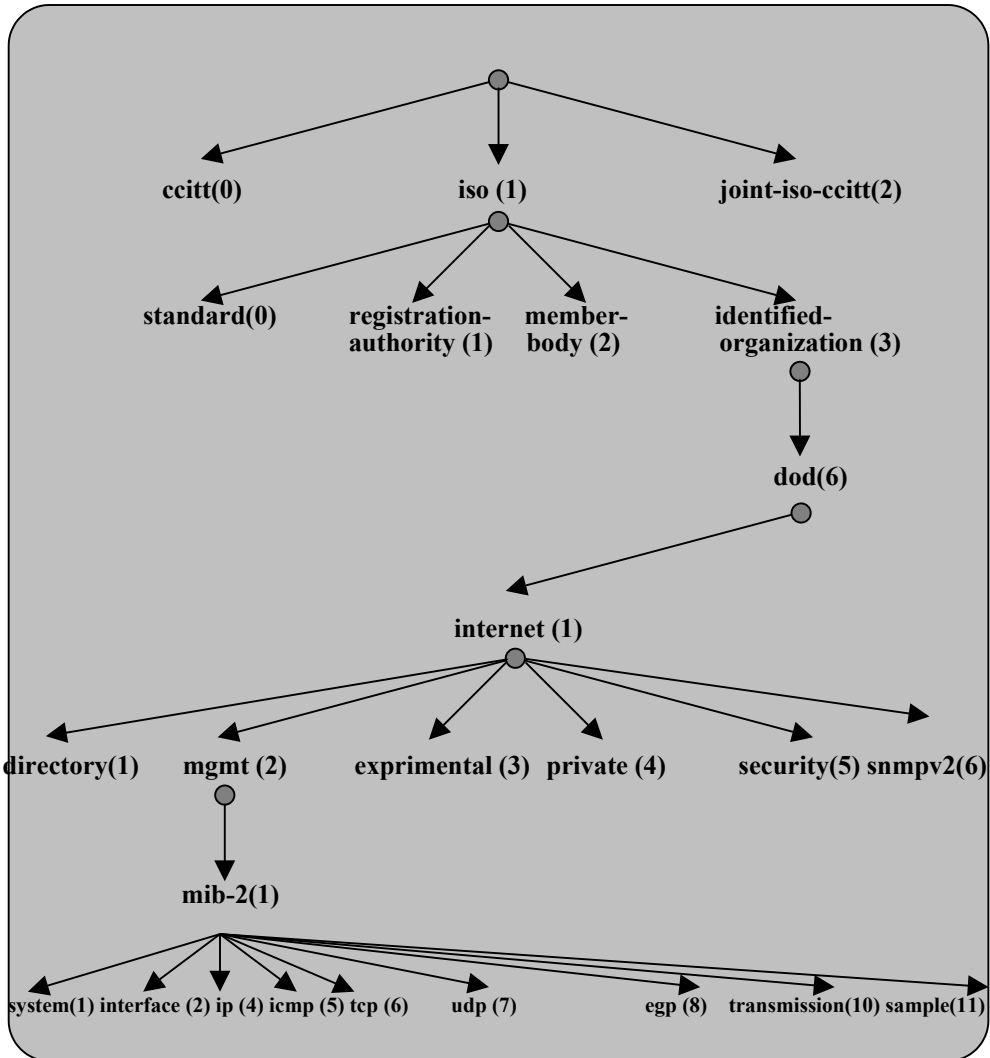 ccitt(0) iso (1) joint-iso-ccitt(2)
standard(0) registration- member- identified-
authority (1) body (2) organization (3)
dod(6)
internet (1)
directory(1) mgmt (2) exprimental (3) private (4) security(5) snmpv2(6)
mib-2(1)
system(1) interface (2) ip (4) icmp (5) tcp (6) udp (7) egp (8) transmission(10) sample(11)